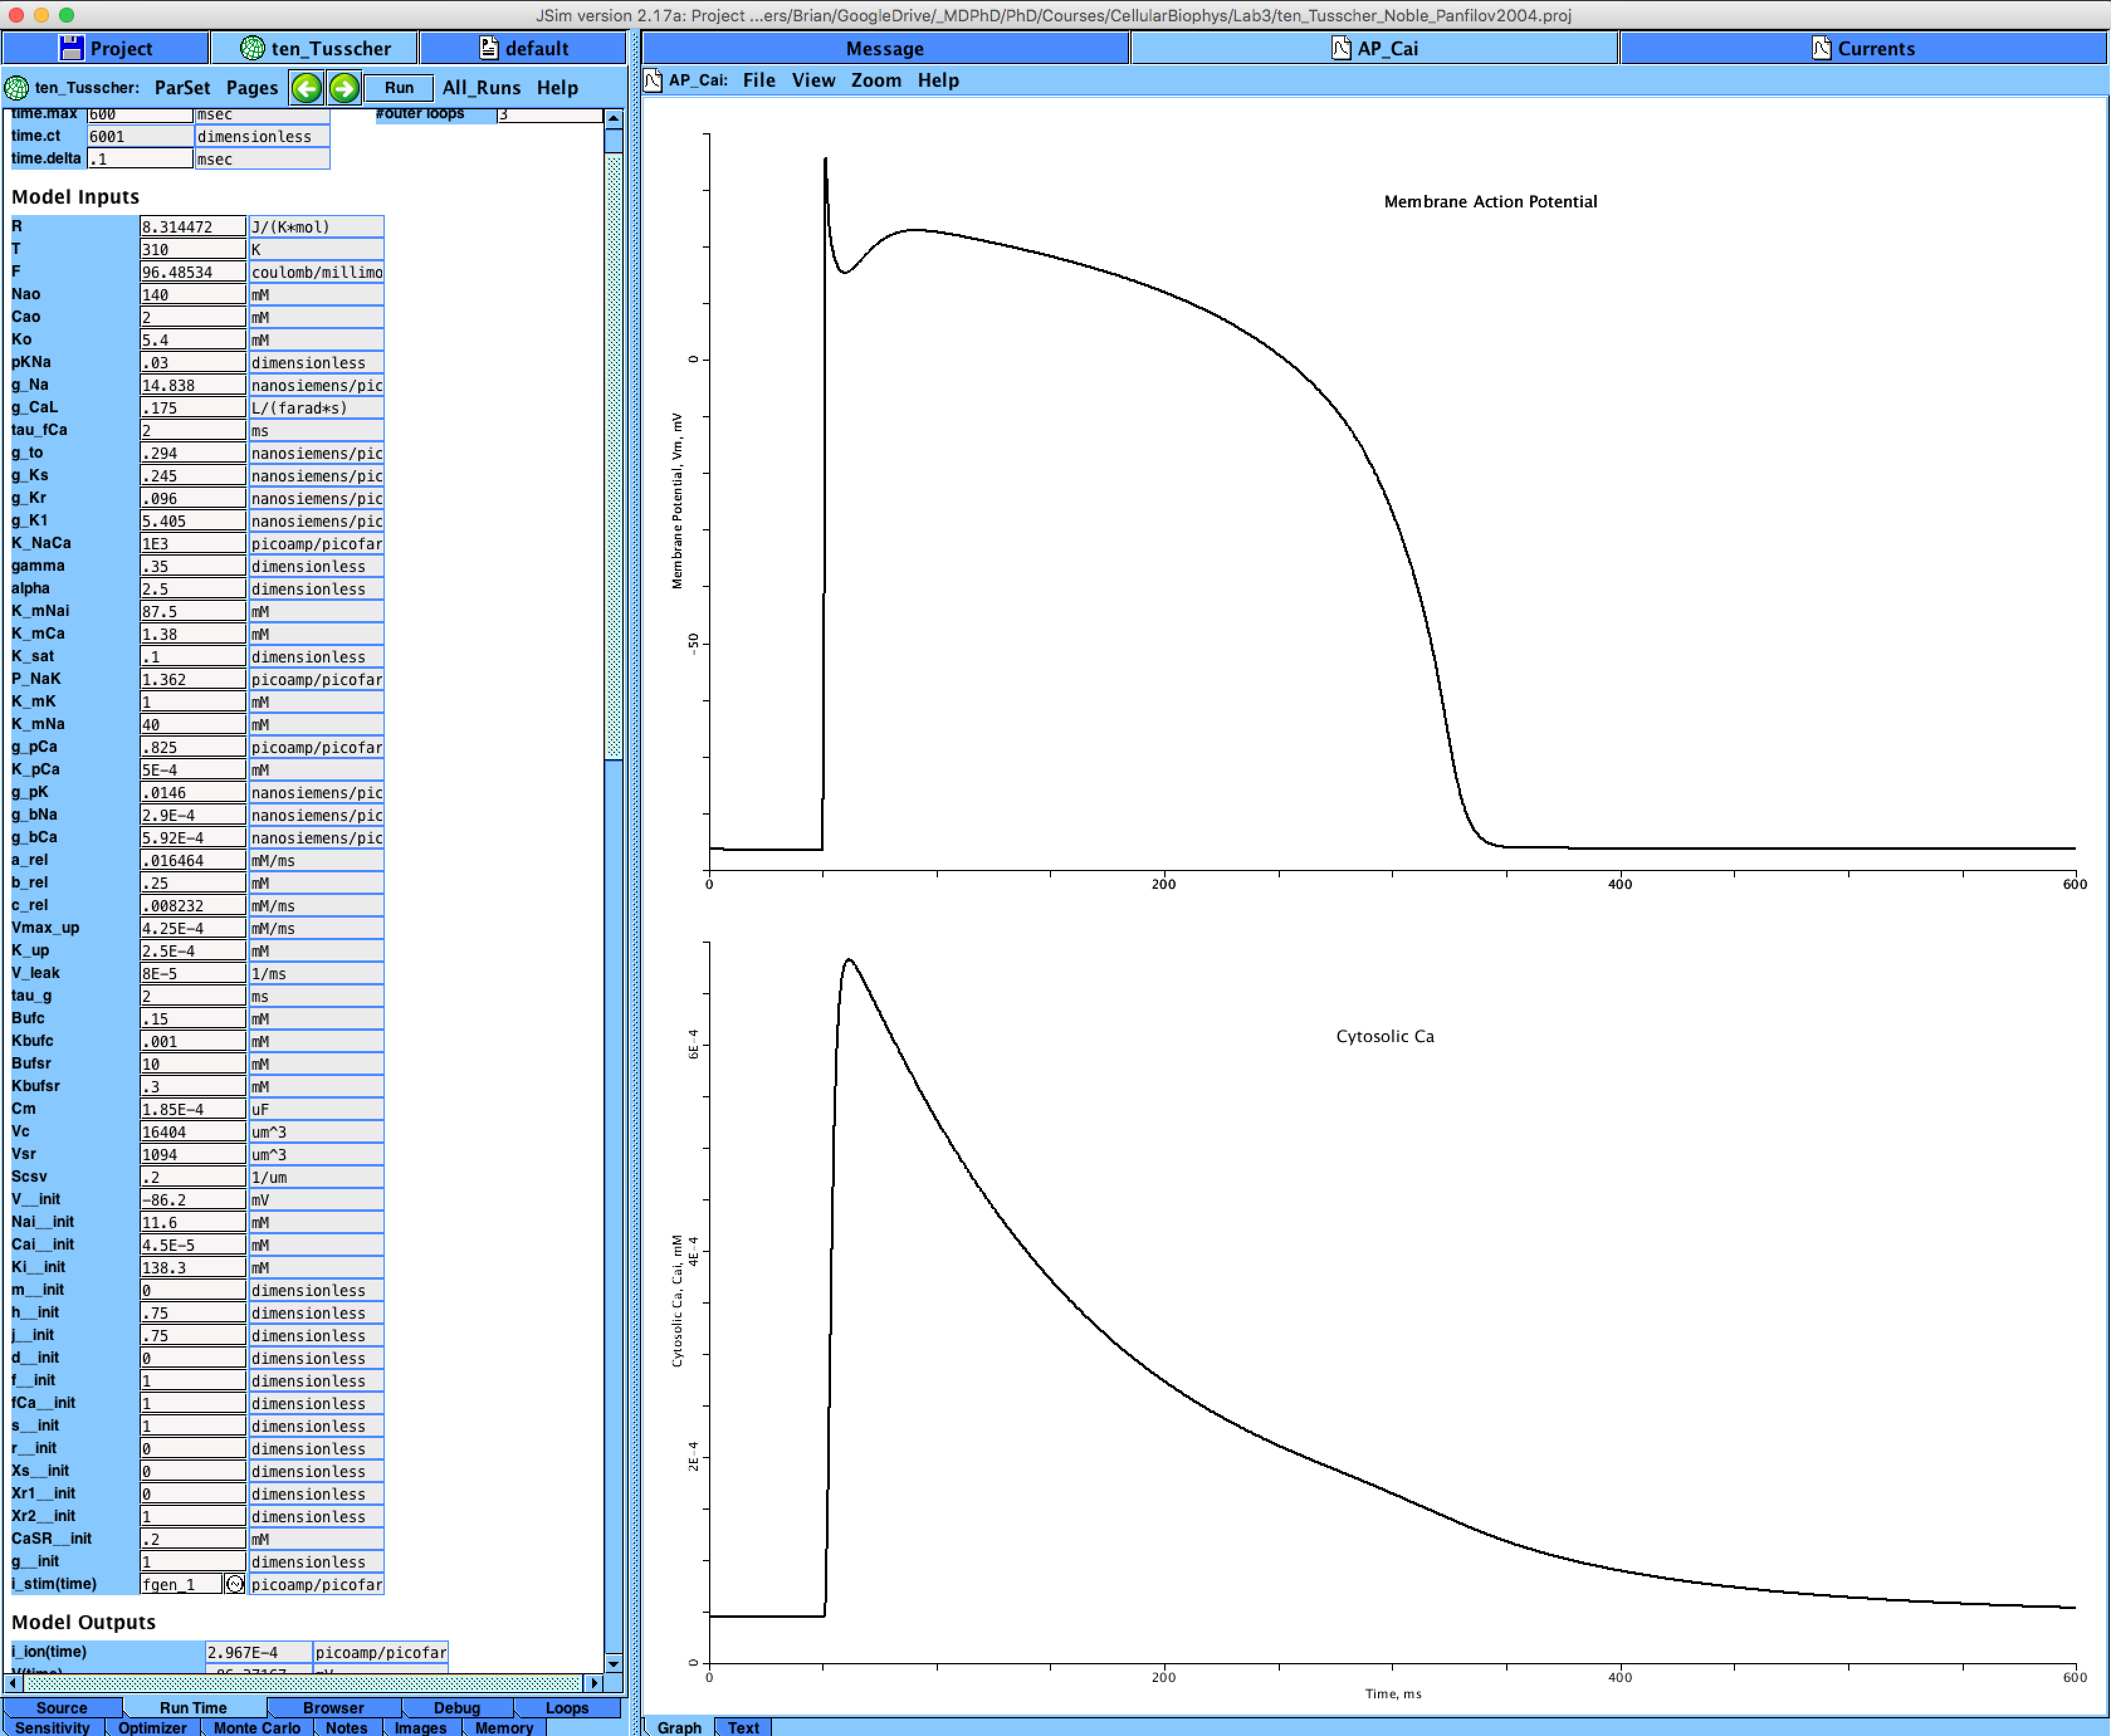 JSim version 2.17a: Project ...ers/Brian/GoogleDrive/_MDPhD/PhD/Courses/CellularBiophys/Lab3/ten_Tusscher_Noble_Panfilov2004.proj
Project ten_Tusscher default
ten_Tusscher: ParSet Pages Run All_Runs Help
time.max 600 msec #outer loops 3
time.ct 6001 dimensionless
time.delta .1 msec
Model Inputs
R 8.314472 J/(K*mol)
T 310 K
F 96.48534 coulomb/millimo
Nao 140 mM
Cao 2 mM
Ko 5.4 mM
pKNa .03 dimensionless
g_Na 14.838 nanosiemens/pic
g_CaL .175 L/(farad*s)
tau_fCa 2 ms
g_to .294 nanosiemens/pic
g_Ks .245 nanosiemens/pic
g_Kr .096 nanosiemens/pic
g_K1 5.405 nanosiemens/pic
K_NaCa 1E3 picoamp/picofar
gamma .35 dimensionless
alpha 2.5 dimensionless
K_mNai 87.5 mM
K_mCa 1.38 mM
K_sat .1 dimensionless
P_NaK 1.362 picoamp/picofar
K_mK 1 mM
K_mNa 40 mM
g_pCa .825 picoamp/picofar
K_pCa 5E-4 mM
g_pK .0146 nanosiemens/pic
g_bNa 2.9E-4 nanosiemens/pic
g_bCa 5.92E-4 nanosiemens/pic
a_rel .016464 mM/ms
b_rel .25 mM
c_rel .008232 mM/ms
Vmax_up 4.25E-4 mM/ms
K_up 2.5E-4 mM
V_leak 8E-5 1/ms
tau_g 2 ms
Bufc .15 mM
Kbufc .001 mM
Bufsr 10 mM
Kbufsr .3 mM
Cm 1.85E-4 uF
Vc 16404 um^3
Vsr 1094 um^3
Scsv .2 1/um
V__init -86.2 mV
Nai__init 11.6 mM
Cai__init 4.5E-5 mM
Ki__init 138.3 mM
m__init 0 dimensionless
h__init .75 dimensionless
j__init .75 dimensionless
d__init 0 dimensionless
f__init 1 dimensionless
fCa__init 1 dimensionless
s__init 1 dimensionless
r__init 0 dimensionless
Xs__init 0 dimensionless
Xr1__init 0 dimensionless
Xr2__init 1 dimensionless
CaSR__init .2 mM
g__init 1 dimensionless
i_stim(time) fgen_1 picoamp/picofar
Model Outputs
i_ion(time) 2.967E-4 picoamp/picofar
Source Run Time Browser Debug Loops
Sensitivity Optimizer Monte Carlo Notes Images Memory
Message AP_Cai Currents
AP_Cai: File View Zoom Help
Membrane Action Potential
Membrane Potential, Vm, mV
0
-50
0 200 400 600
Cytosolic Ca
Cytosolic Ca, Cai, mM
6E-4
4E-4
2E-4
0
0 200 400 600
Time, ms
Graph Text